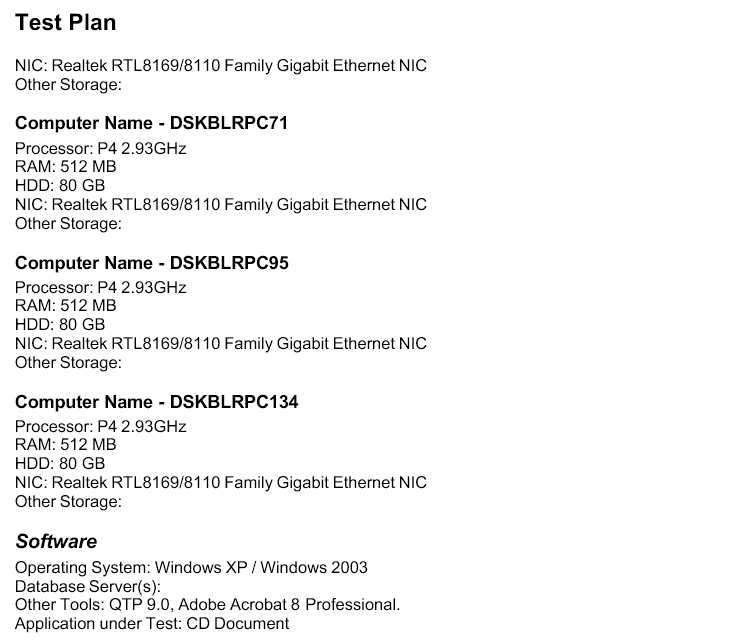 Test Plan
NIC: Realtek RTL8169/8110 Family Gigabit Ethernet NIC
Other Storage:
Computer Name - DSKBLRPC71
Processor: P4 2.93GHz
RAM: 512 MB
HDD: 80 GB
NIC: Realtek RTL8169/8110 Family Gigabit Ethernet NIC
Other Storage:
Computer Name - DSKBLRPC95
Processor: P4 2.93GHz
RAM: 512 MB
HDD: 80 GB
NIC: Realtek RTL8169/8110 Family Gigabit Ethernet NIC
Other Storage:
Computer Name - DSKBLRPC134
Processor: P4 2.93GHz
RAM: 512 MB
HDD: 80 GB
NIC: Realtek RTL8169/8110 Family Gigabit Ethernet NIC
Other Storage:
Software
Operating System: Windows XP / Windows 2003
Database Server(s):
Other Tools: QTP 9.0, Adobe Acrobat 8 Professional.
Application under Test: CD Document